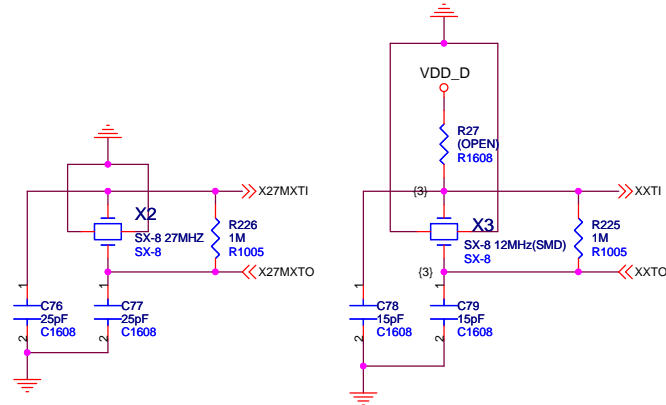 VDD_D
R27
(OPEN)
R1608
{3}
X27MXTI
XXTI
X2
SX-8 27MHZ
SX-8
R226
1M
R1005
X3
SX-8 12MHz(SMD)
SX-8
R225
1M
R1005
X27MXTO
{3}
XXTO
1
C76
25pF
C1608
2
1
C77
25pF
C1608
2
1
C78
15pF
C1608
2
1
C79
15pF
C1608
2